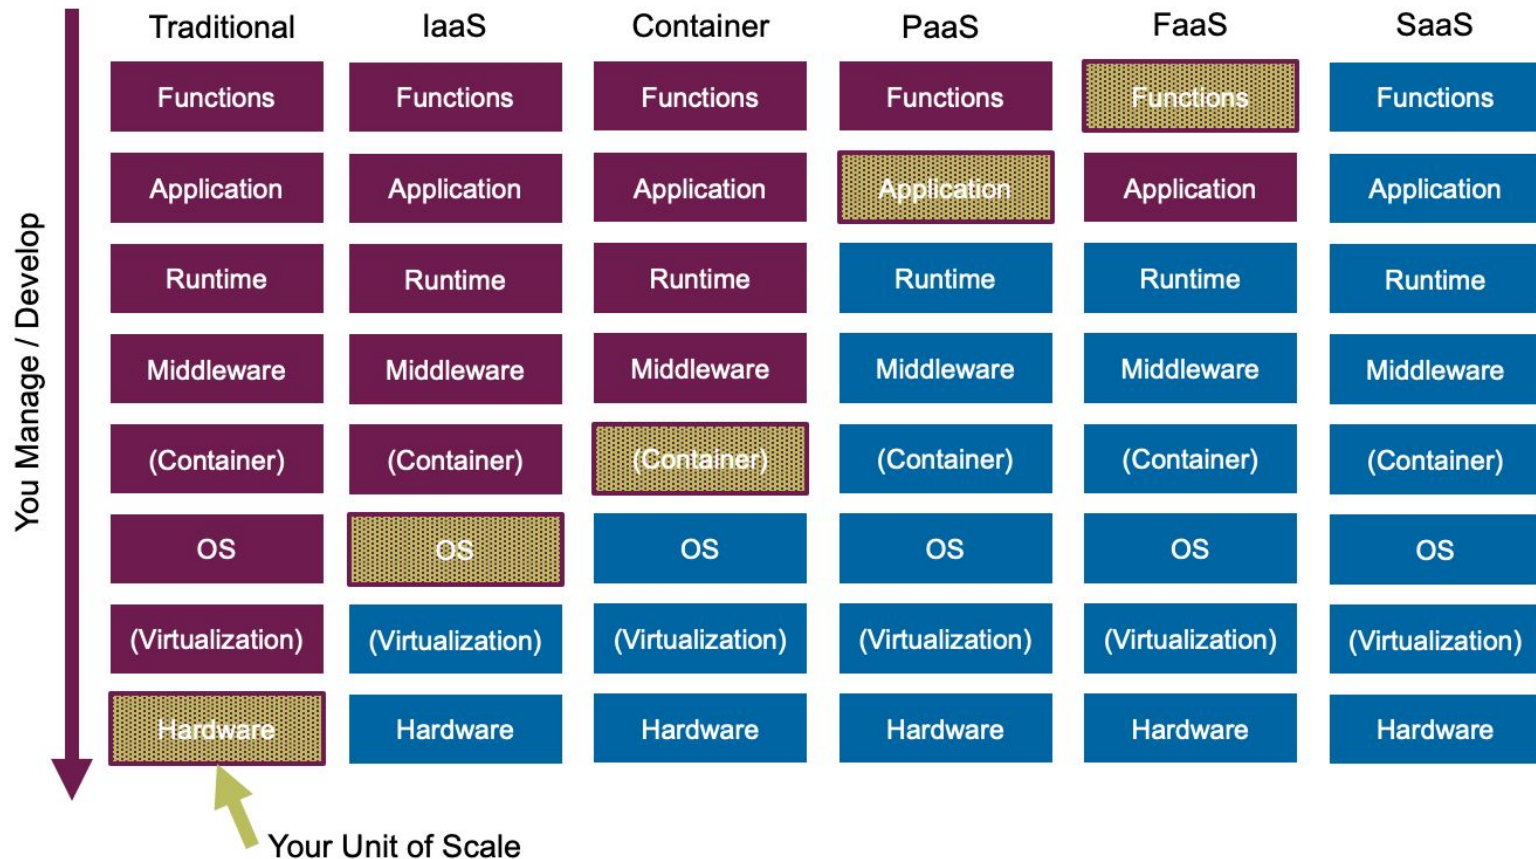 Traditional IaaS Container PaaS FaaS SaaS
Functions Functions Functions Functions Functions Functions
Application Application Application Application Application Application
Runtime Runtime Runtime Runtime Runtime Runtime
Middleware Middleware Middleware Middleware Middleware Middleware
(Container) (Container) (Container) (Container) (Container) (Container)
OS OS OS OS OS OS
(Virtualization) (Virtualization) (Virtualization) (Virtualization) (Virtualization) (Virtualization)
Hardware Hardware Hardware Hardware Hardware Hardware
You Manage / Develop
Your Unit of Scale